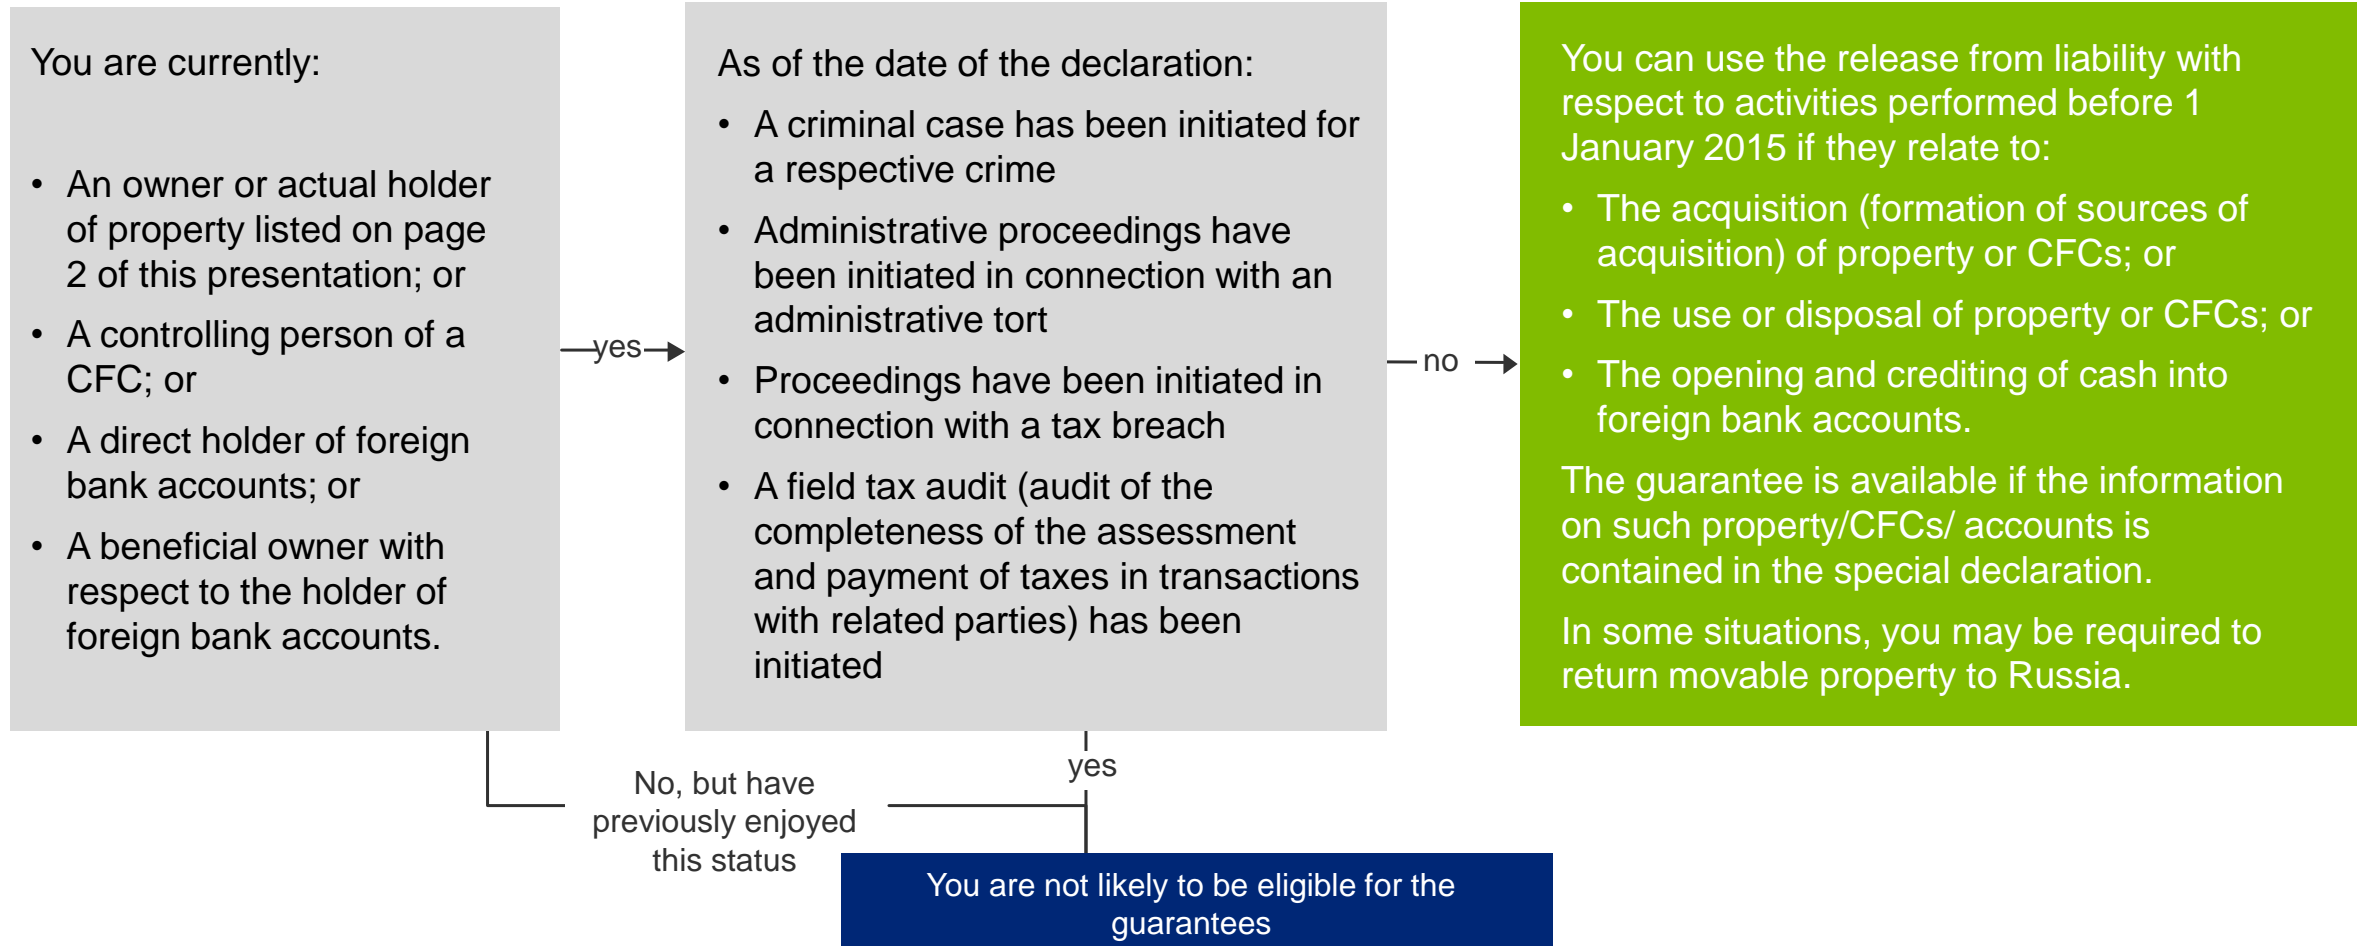 You are currently:
• An owner or actual holder
of property listed on page
2 of this presentation; or
• A controlling person of a
CFC; or
• A direct holder of foreign
bank accounts; or
• A beneficial owner with
respect to the holder of
foreign bank accounts.
yes
As of the date of the declaration:
• A criminal case has been initiated for
a respective crime
• Administrative proceedings have
been initiated in connection with an
administrative tort
• Proceedings have been initiated in
connection with a tax breach
• A field tax audit (audit of the
completeness of the assessment
and payment of taxes in transactions
with related parties) has been
initiated
no
You can use the release from liability with
respect to activities performed before 1
January 2015 if they relate to:
• The acquisition (formation of sources of
acquisition) of property or CFCs; or
• The use or disposal of property or CFCs; or
• The opening and crediting of cash into
foreign bank accounts.
The guarantee is available if the information
on such property/CFCs/ accounts is
contained in the special declaration.
In some situations, you may be required to
return movable property to Russia.
No, but have
previously enjoyed
this status
yes
You are not likely to be eligible for the
guarantees